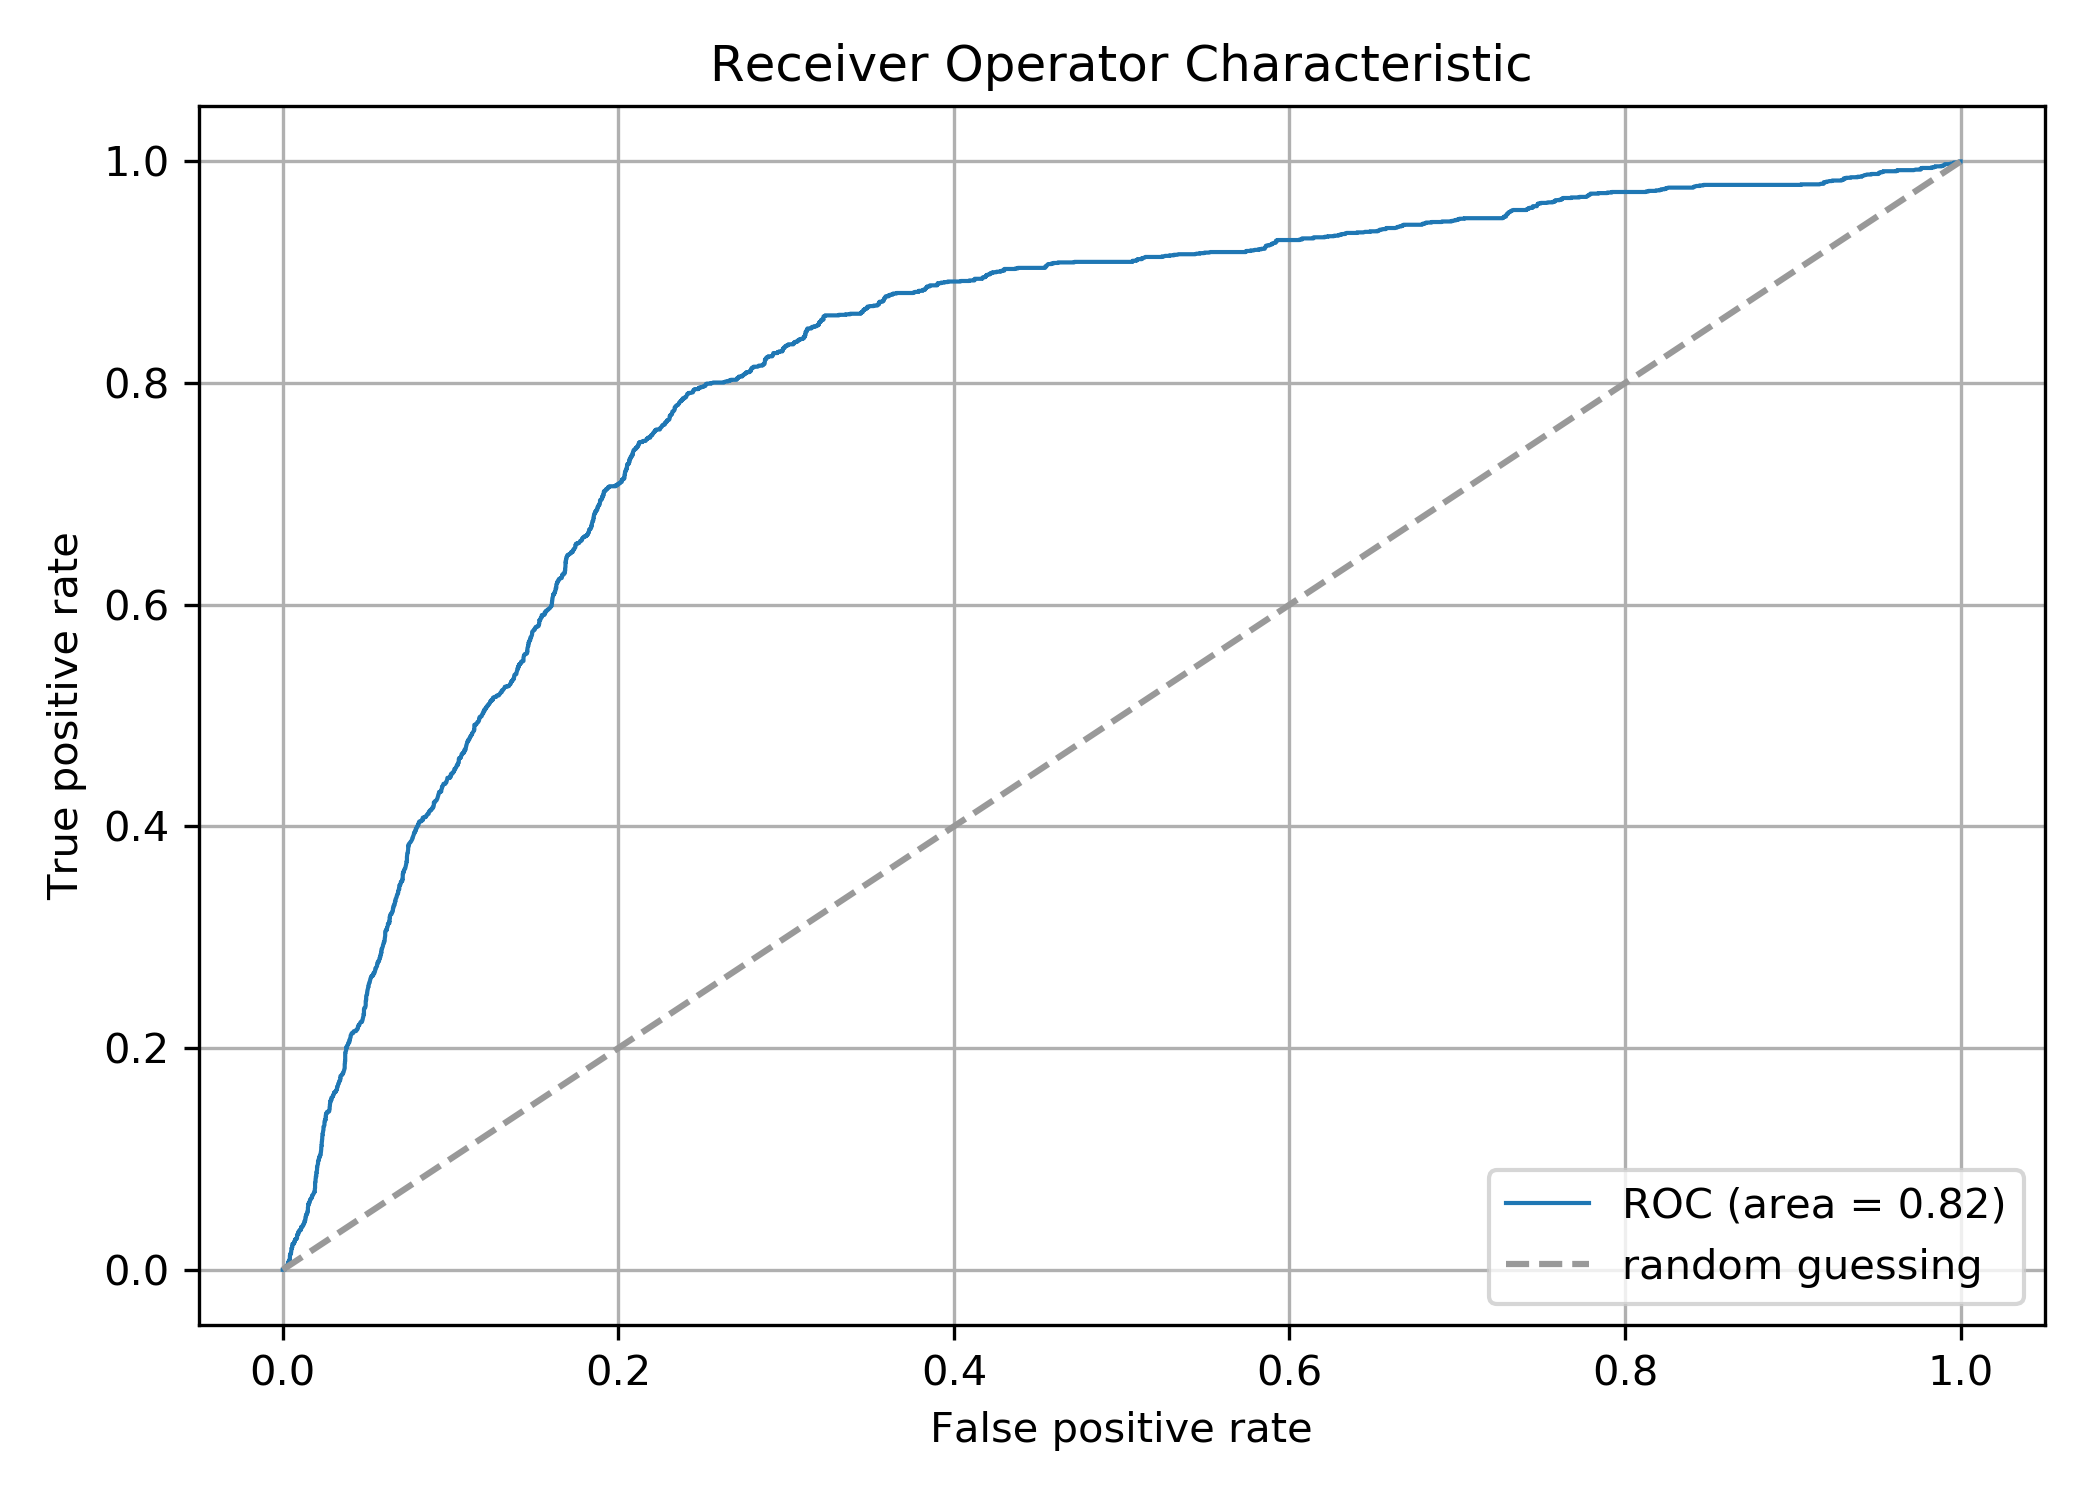 Receiver Operator Characteristic
True positive rate
1.0
0.8
0.6
0.4
0.2
0.0
0.0 0.2 0.4 0.6 0.8 1.0
False positive rate
ROC (area = 0.82)
random guessing